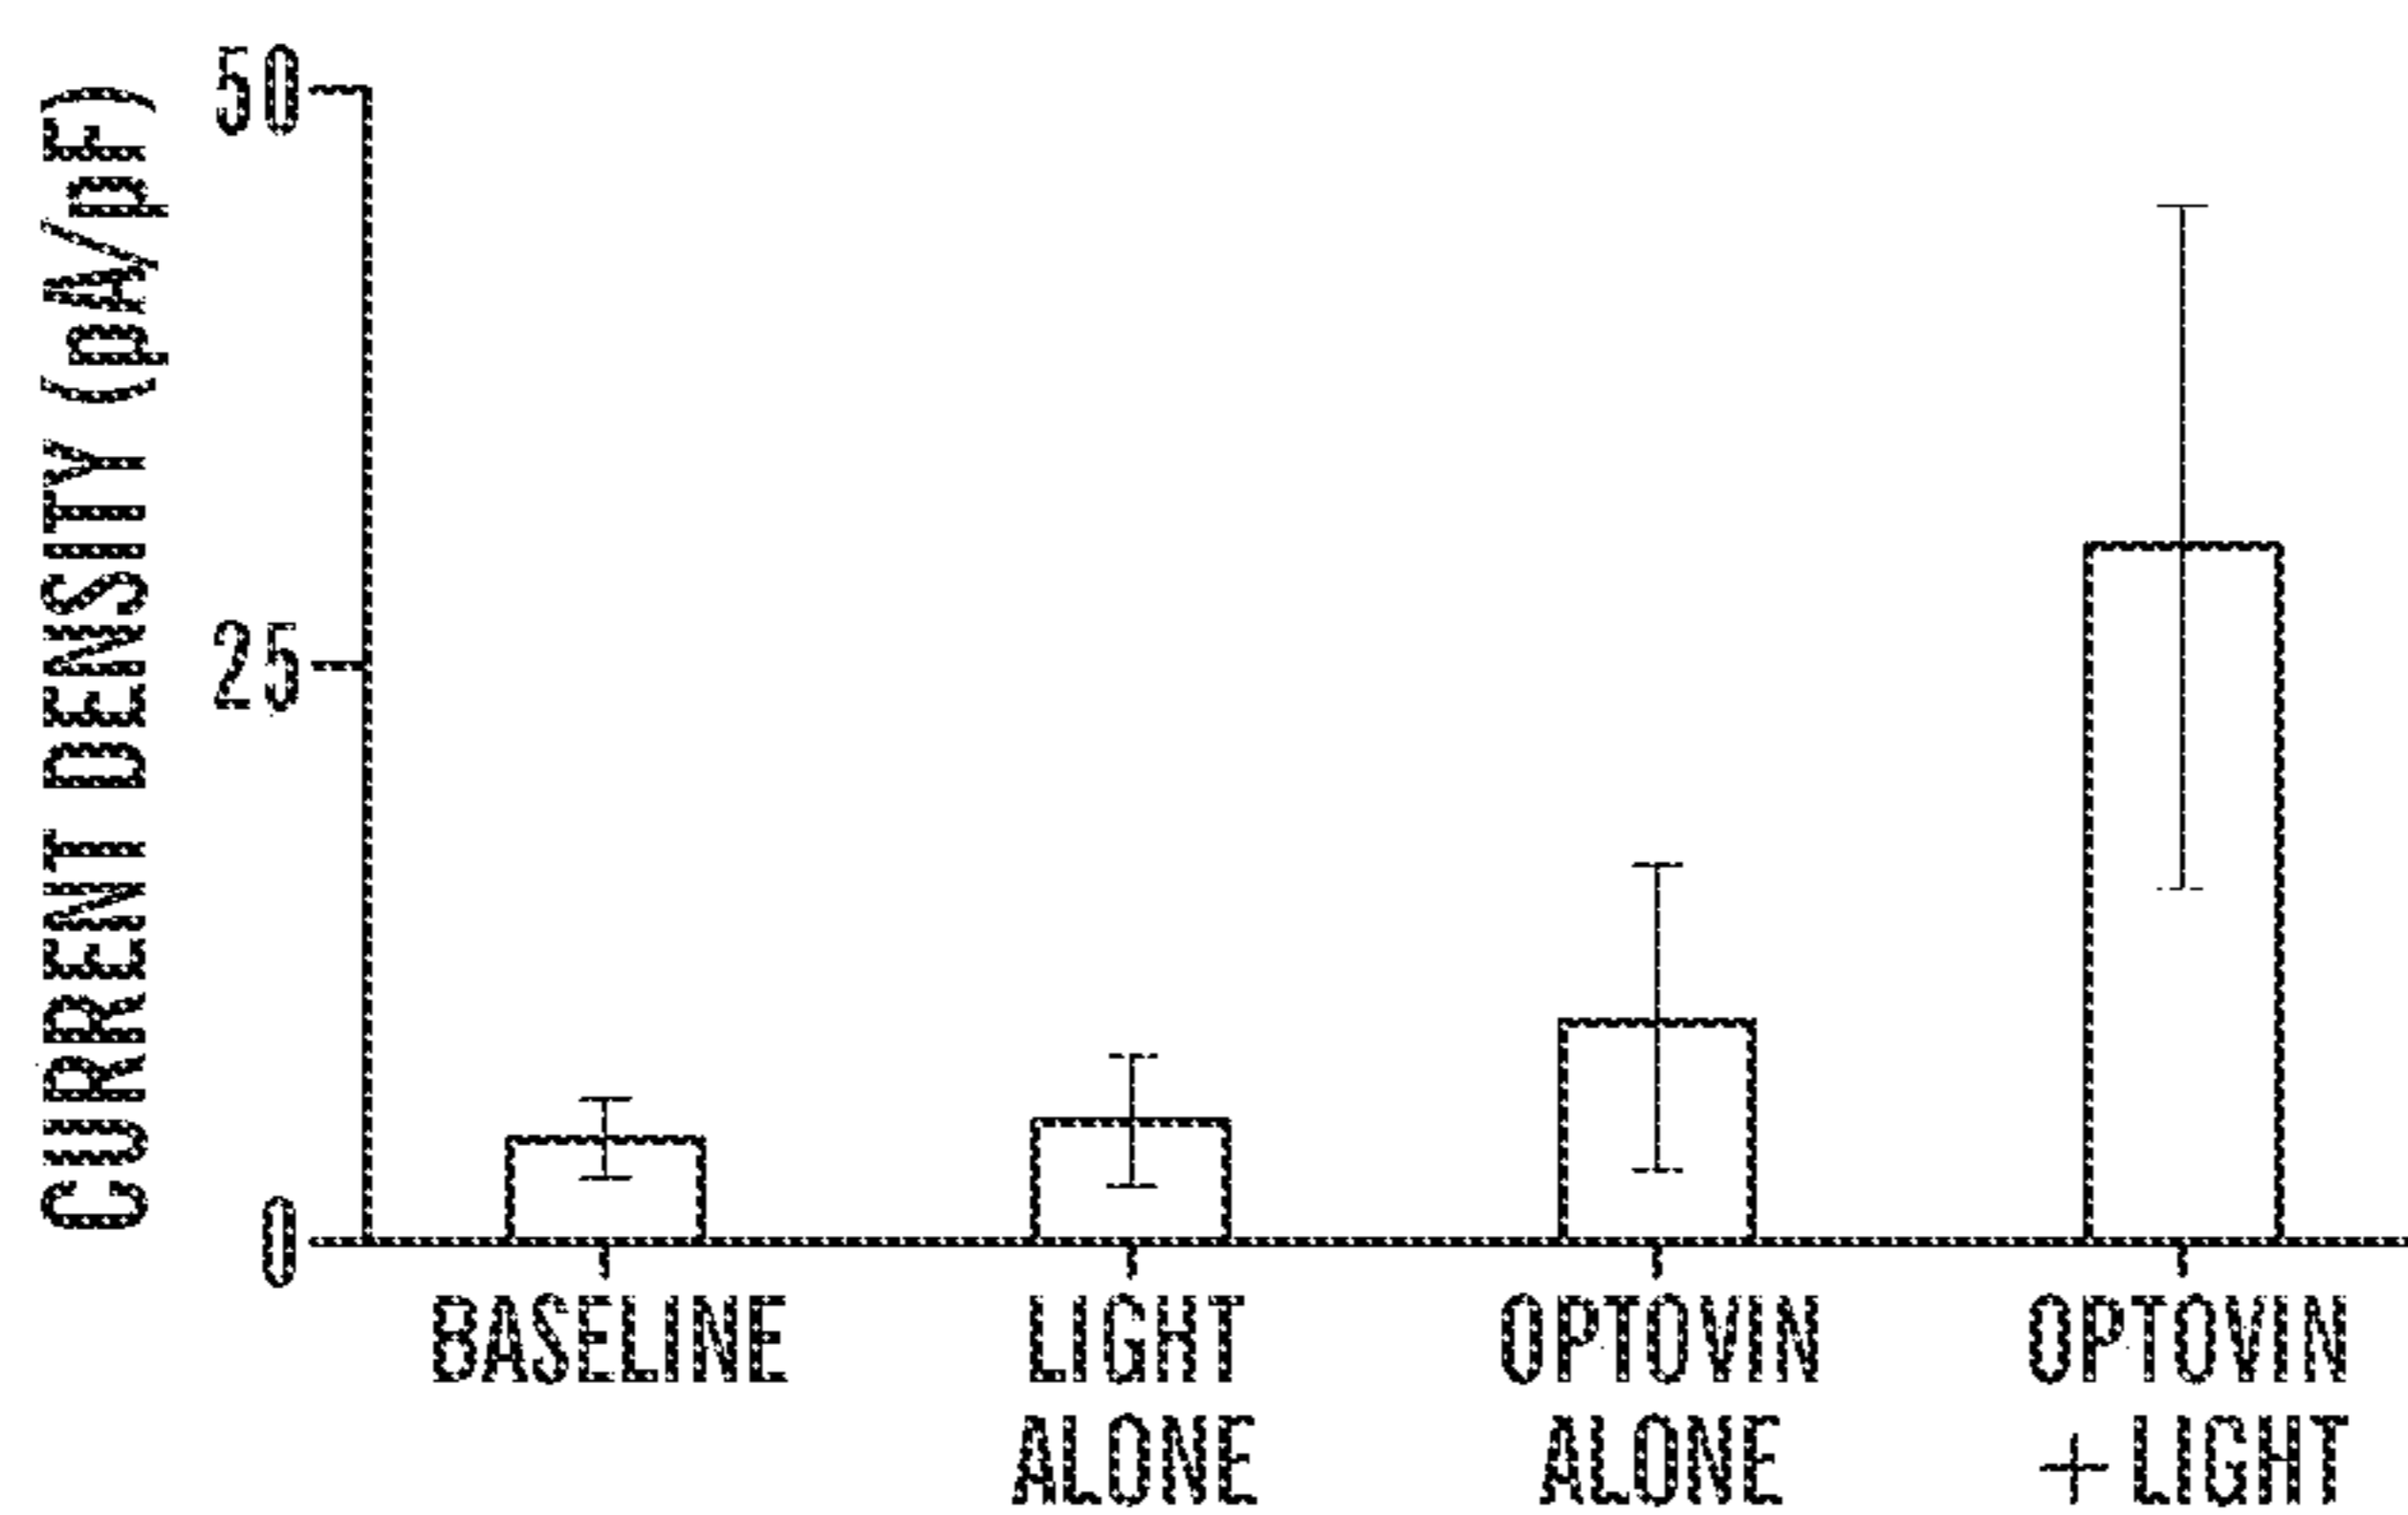 CURRENT DENSITY (pA/pF)
50
25
0
BASELINE
LIGHT
ALONE
OPTOVIN
ALONE
OPTOVIN
+ LIGHT